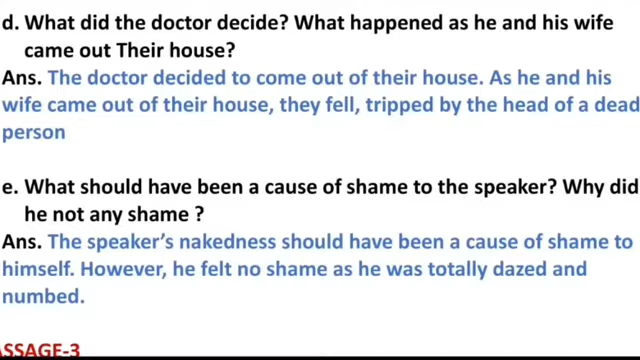 d. What did the doctor decide? What happened as he and his wife
came out Their house?
Ans. The doctor decided to come out of their house. As he and his
wife came out of their house, they fell, tripped by the head of a dead
person
e. What should have been a cause of shame to the speaker? Why did
he not any shame ?
Ans. The speaker's nakedness should have been a cause of shame to
himself. However, he felt no shame as he was totally dazed and
numbed.
ASSAGE-3